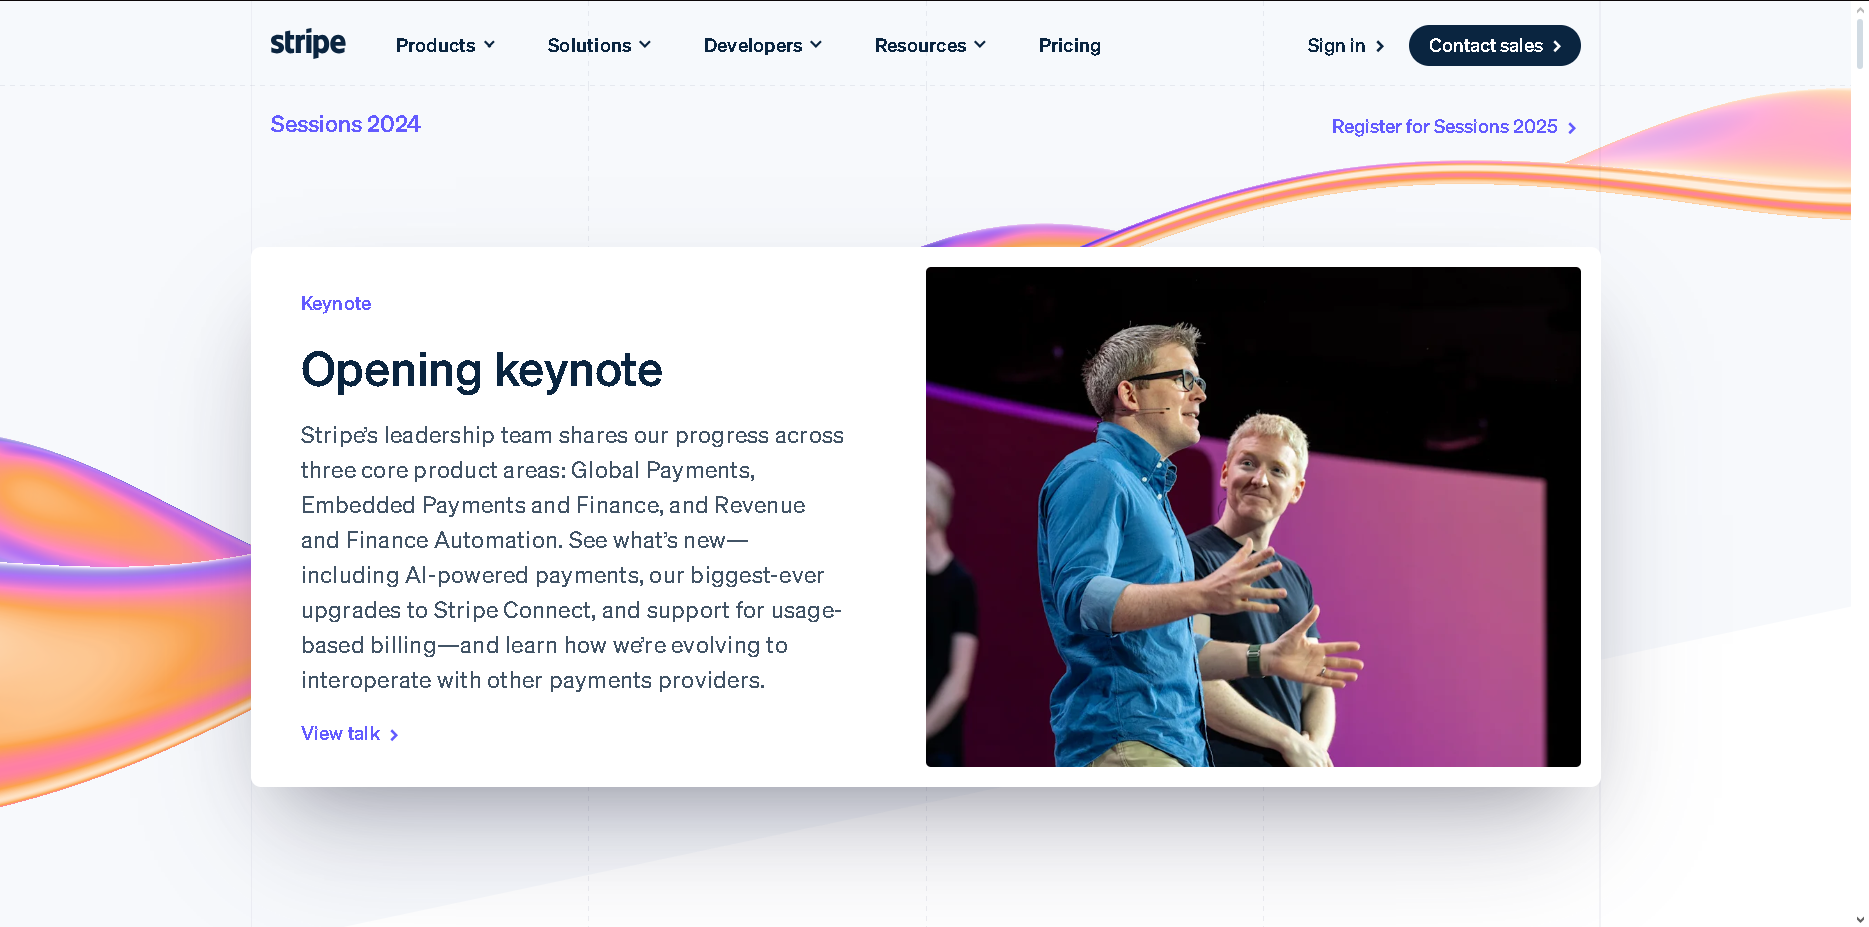 stripe
Products
Solutions
Developers
Resources
Pricing
Sign in
Contact sales
Sessions 2024
Register for Sessions 2025
Keynote
Opening keynote
Stripe’s leadership team shares our progress across
three core product areas: Global Payments,
Embedded Payments and Finance, and Revenue
and Finance Automation. See what’s new—
including AI-powered payments, our biggest-ever
upgrades to Stripe Connect, and support for usage-
based billing—and learn how we’re evolving to
interoperate with other payments providers.
View talk